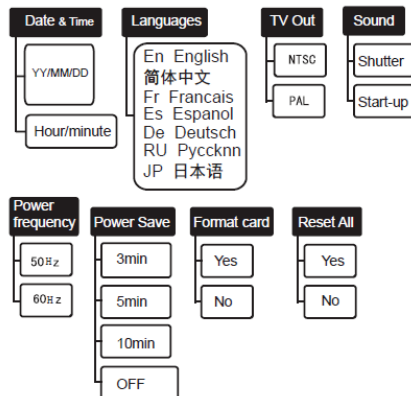 Date & Time
Languages
TV Out
Sound
YY/MM/DD
Hour/minute
En English
简体中文
Fr Francais
Es Espanol
De Deutsch
RU Pyccknn
JP 日本语
NTSC
PAL
Shutter
Start-up
Power
frequency
Power Save
Format card
Reset All
50Hz
60Hz
3min
5min
10min
OFF
Yes
No
Yes
No